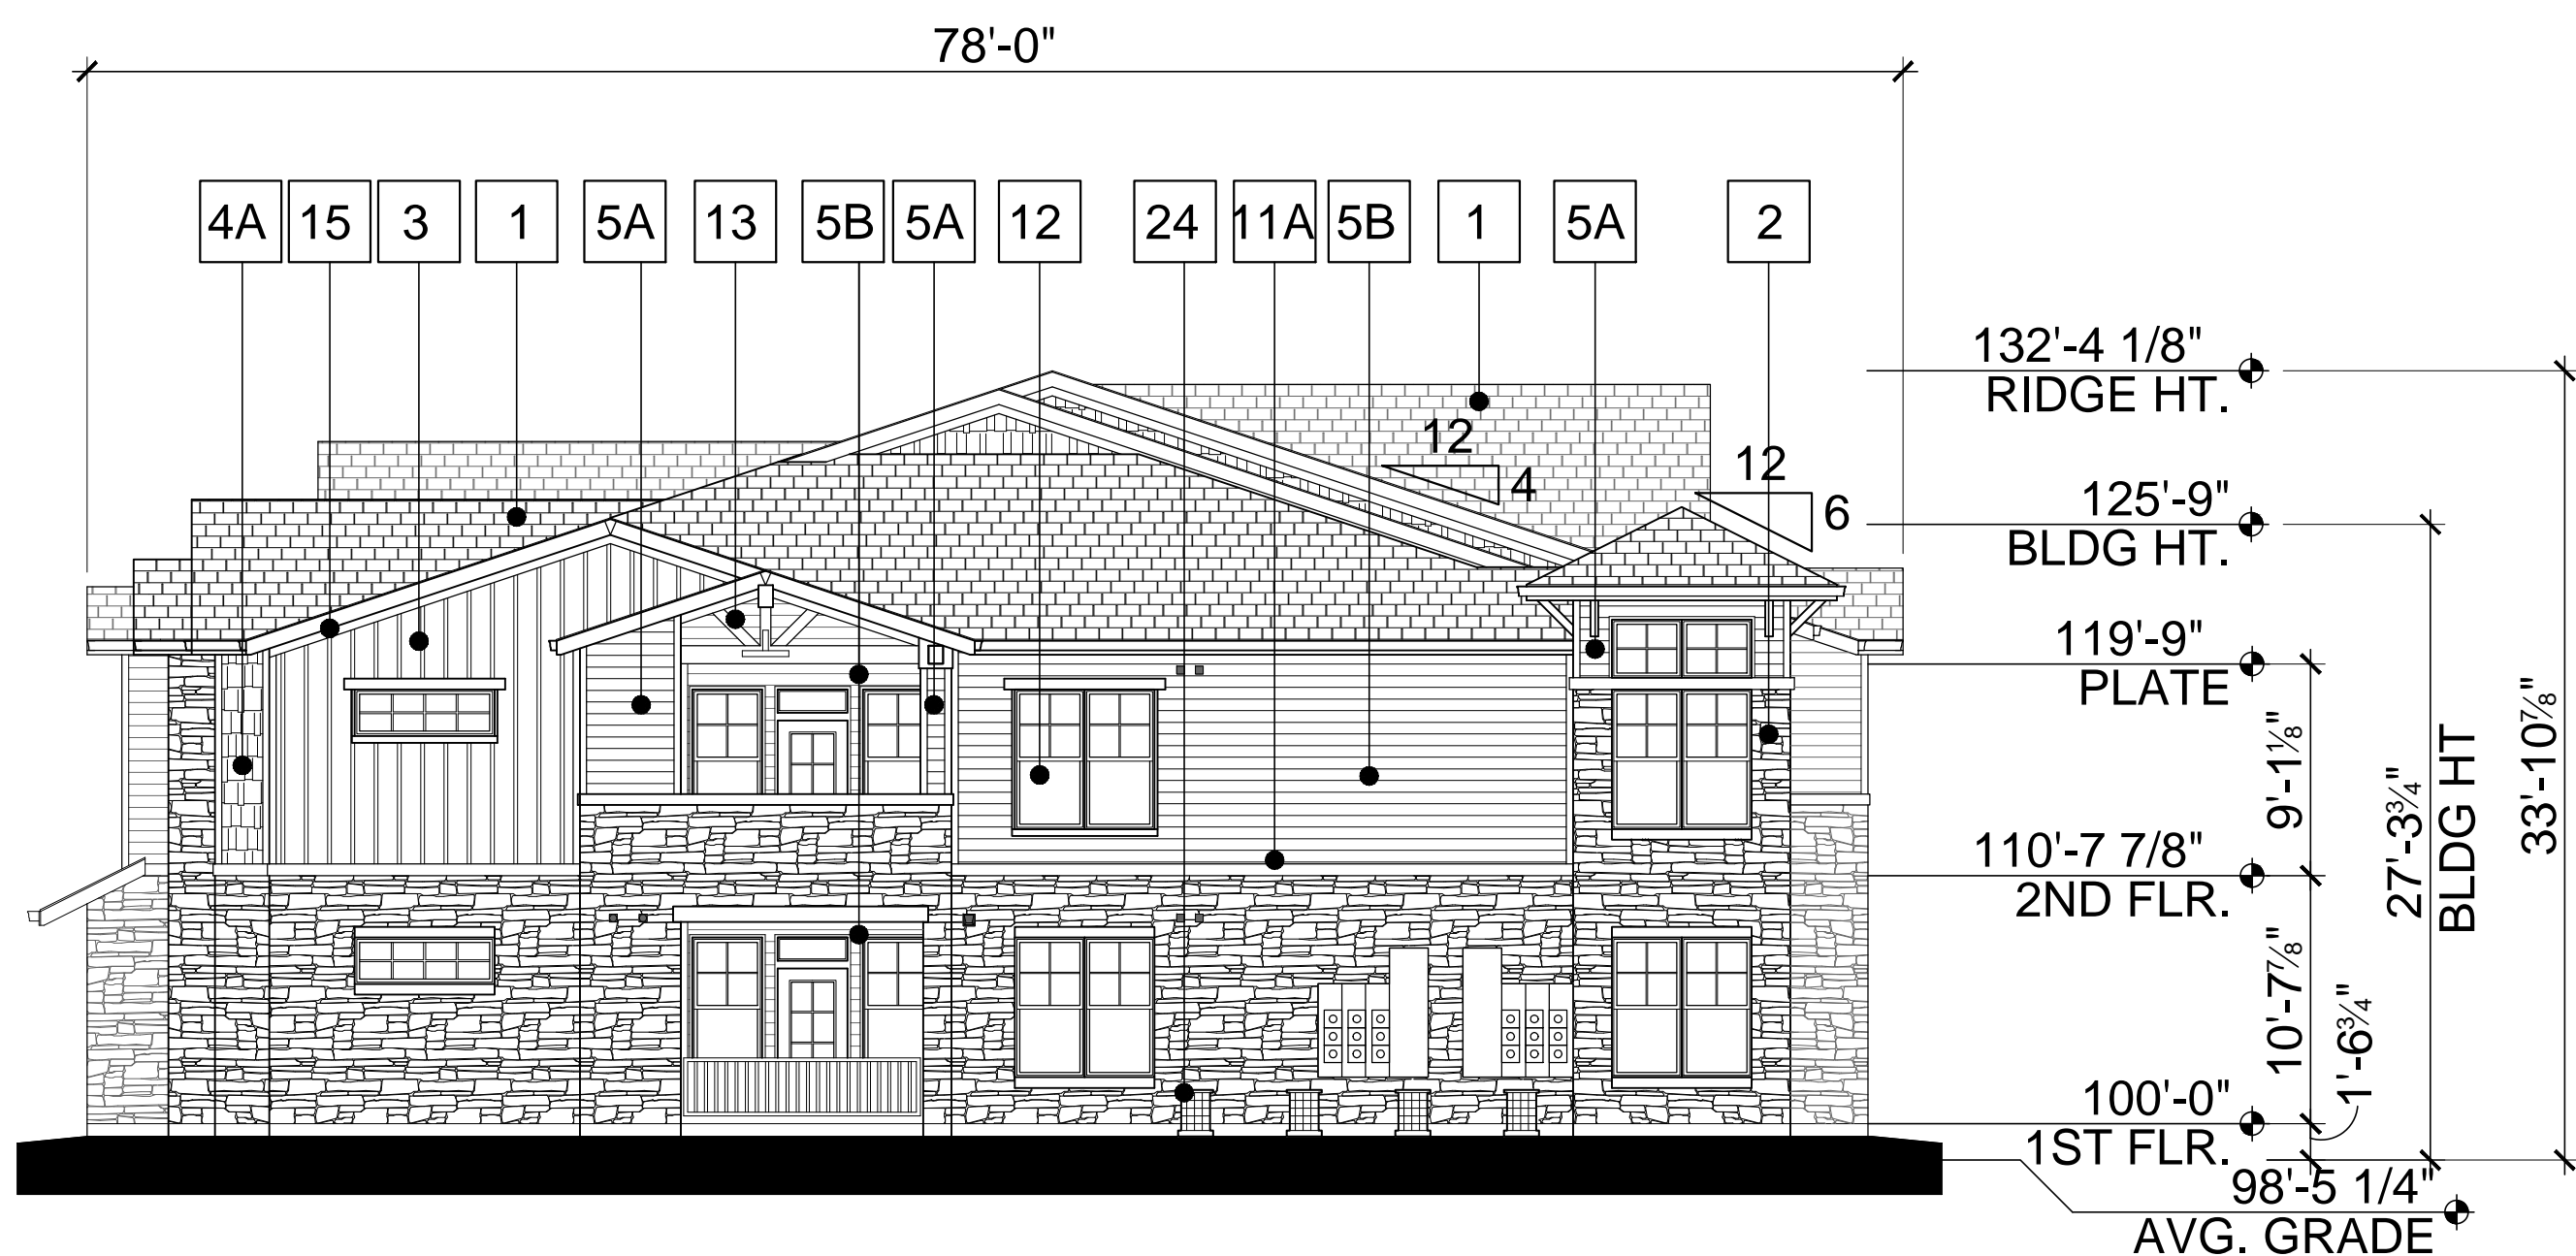 78'-0"
4A 15 3 1 5A 13 5B 5A 12 24 11A 5B 1 5A 2
132'-4 1/8"
RIDGE HT.
12
4
12
6
125'-9"
BLDG HT.
119'-9"
PLATE
9'-1⅛"
110'-7 7/8"
2ND FLR.
10'-7⅞"
100'-0"
1ST FLR.
1'-6¾"
27'-3¾"
BLDG HT
33'-10⅞"
98'-5 1/4"
AVG. GRADE